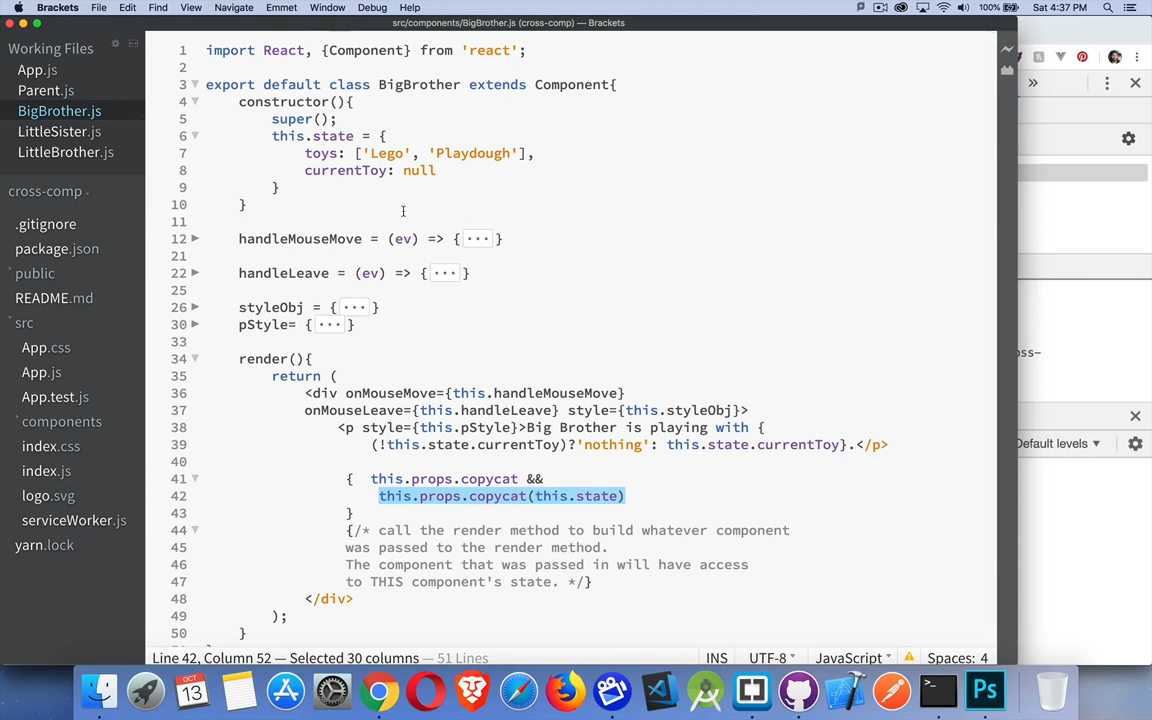 Brackets File Edit Find View Navigate Emmet Window Debug Help 100% Sat 4:37 PM
src/components/BigBrother.js (cross-comp) — Brackets
Working Files
App.js
Parent.js
BigBrother.js
LittleSister.js
LittleBrother.js
cross-comp
.gitignore
package.json
public
README.md
src
App.css
App.js
App.test.js
components
index.css
index.js
logo.svg
serviceWorker.js
yarn.lock
1 import React, {Component} from 'react';
2
3 export default class BigBrother extends Component{
4 constructor(){
5 super();
6 this.state = {
7 toys: ['Lego', 'Playdough'],
8 currentToy: null
9 }
10 }
11
12 handleMouseMove = (ev) => {...}
21
22 handleLeave = (ev) => {...}
25
26 styleObj = {...}
30 pStyle= {...}
33
34 render(){
35 return (
36 <div onMouseMove={this.handleMouseMove}
37 onMouseLeave={this.handleLeave} style={this.styleObj}>
38 <p style={this.pStyle}>Big Brother is playing with {
39 (!this.state.currentToy)?'nothing': this.state.currentToy}.</p>
40
41 { this.props.copycat &&
42 this.props.copycat(this.state)
43 }
44 {/* call the render method to build whatever component
45 was passed to the render method.
46 The component that was passed in will have access
47 to THIS component's state. */}
48 </div>
49 );
50 }
Line 42, Column 52 — Selected 30 columns — 51 Lines INS UTF-8 JavaScript Spaces: 4
oss-
Default levels
OCT
13
Ps